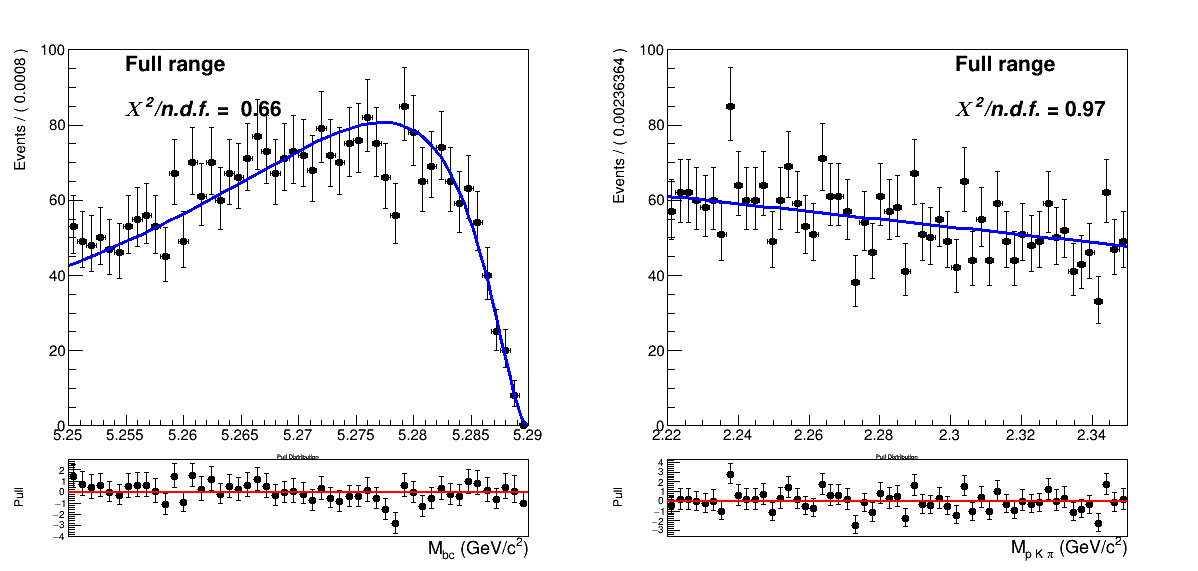 Events / ( 0.0008 )
Full range
Χ²/n.d.f. = 0.66
100
80
60
40
20
0
5.25 5.255 5.26 5.265 5.27 5.275 5.28 5.285 5.29
Pull Distribution
Pull
2
1
0
−1
−2
−3
−4
M_bc (GeV/c²)
Events / ( 0.00236364 )
Full range
Χ²/n.d.f. = 0.97
100
80
60
40
20
0
2.22 2.24 2.26 2.28 2.3 2.32 2.34
Pull Distribution
Pull
4
3
2
1
0
−1
−2
−3
M_p K π (GeV/c²)